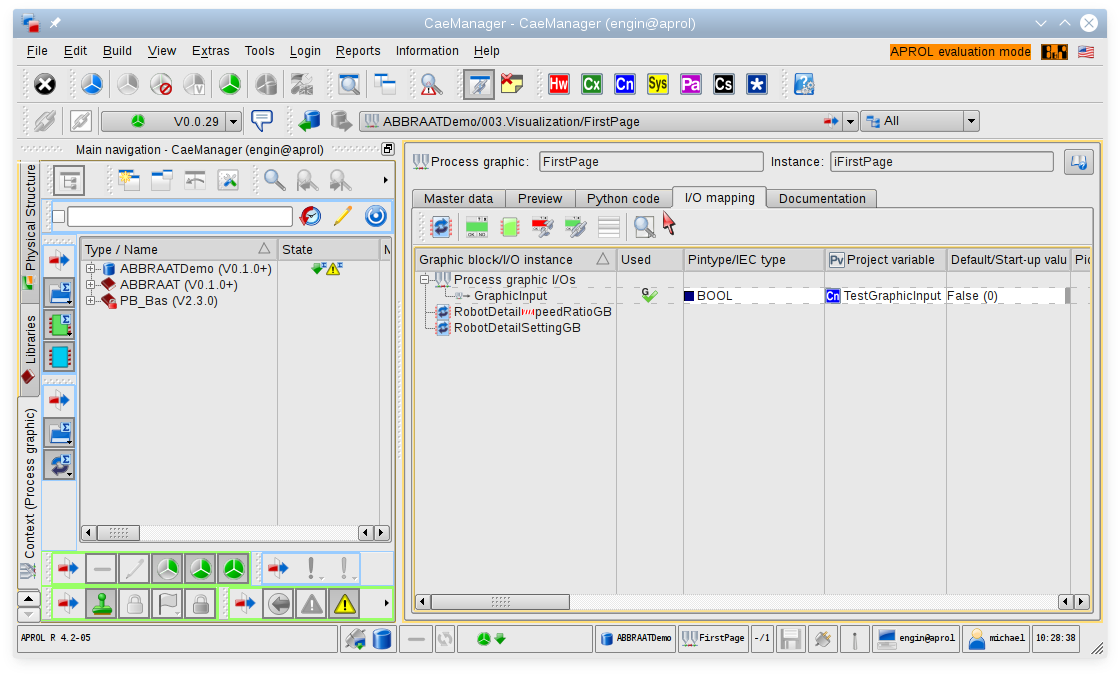 CaeManager - CaeManager (engin@aprol)
File Edit Build View Extras Tools Login Reports Information Help
APROL evaluation mode
Hw Cx Cn Sys Pa Cs
V0.0.29
ABBRAATDemo/003.Visualization/FirstPage
All
Main navigation - CaeManager (engin@aprol)
Physical Structure
Libraries
Context (Process graphic)
Type / Name State
ABBRAATDemo (V0.1.0+)
ABBRAAT (V.0.1.0+)
PB_Bas (V2.3.0)
Process graphic: FirstPage Instance: iFirstPage
Master data Preview Python code I/O mapping Documentation
Graphic block/I/O instance Used Pintype/IEC type Pv Project variable Default/Start-up valu Pic
Process graphic I/Os
GraphicInput G BOOL Cn TestGraphicInput False (0)
RobotDetail peedRatioGB
RobotDetailSettingGB
APROL R 4.2-05
ABBRAATDemo FirstPage -/1 engin@aprol michael 10:28:38